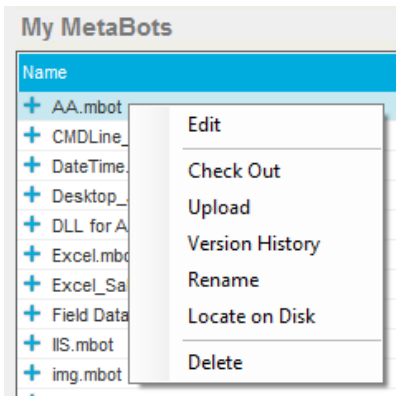 My MetaBots
Name
AA.mbot
CMDLine_
DateTime.
Desktop_
DLL for A
Excel.mbo
Excel_Sal
Field Data
IIS.mbot
img.mbot
Edit
Check Out
Upload
Version History
Rename
Locate on Disk
Delete